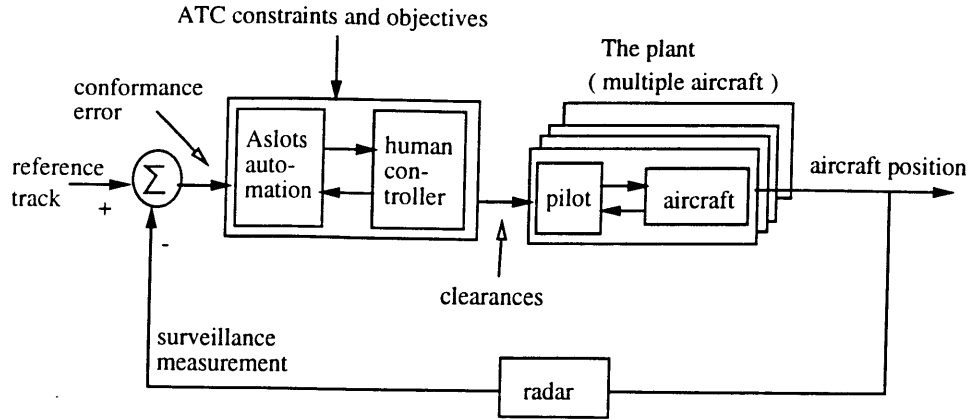 ATC constraints and objectives
The plant
( multiple aircraft )
conformance
error
Aslots
auto-
mation
human
con-
troller
reference
track
+
Σ
-
pilot
aircraft
aircraft position
clearances
surveillance
measurement
radar